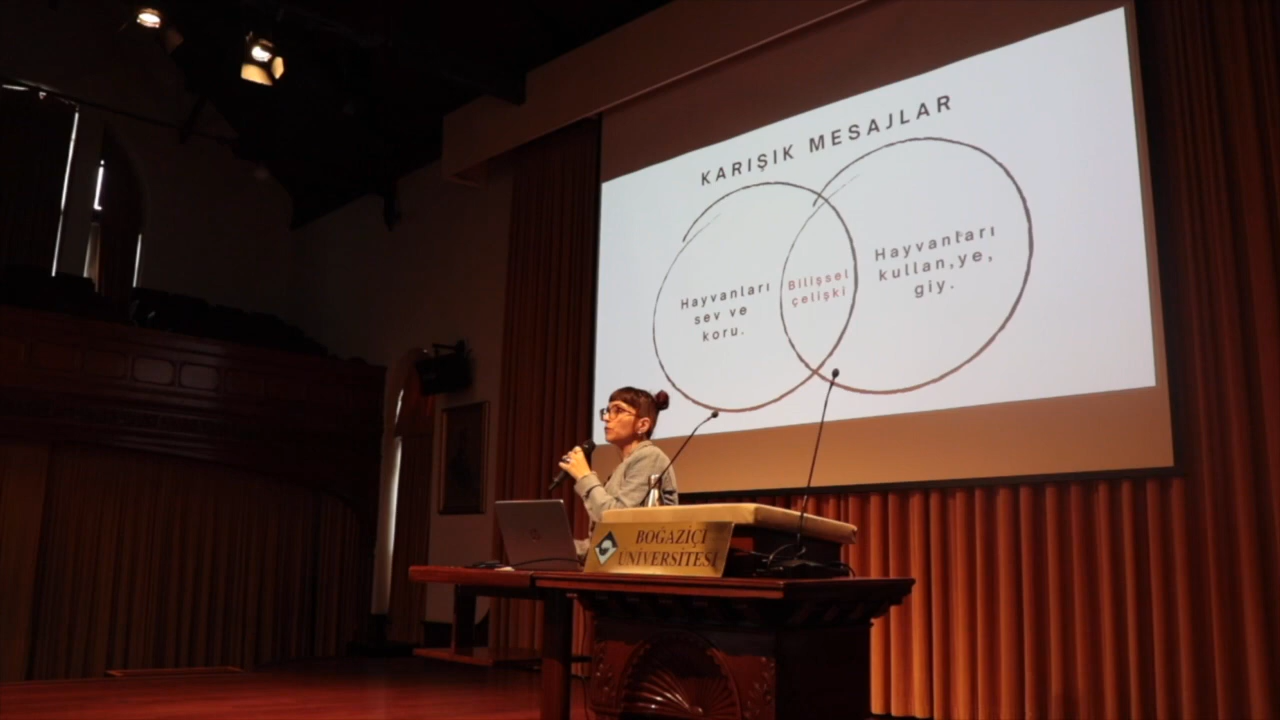 KARIŞIK MESAJLAR
Hayvanları
sev ve
koru.
Bilişsel
çelişki
Hayvanları
kullan,ye,
giy.
BOĞAZİÇİ
ÜNİVERSİTESİ